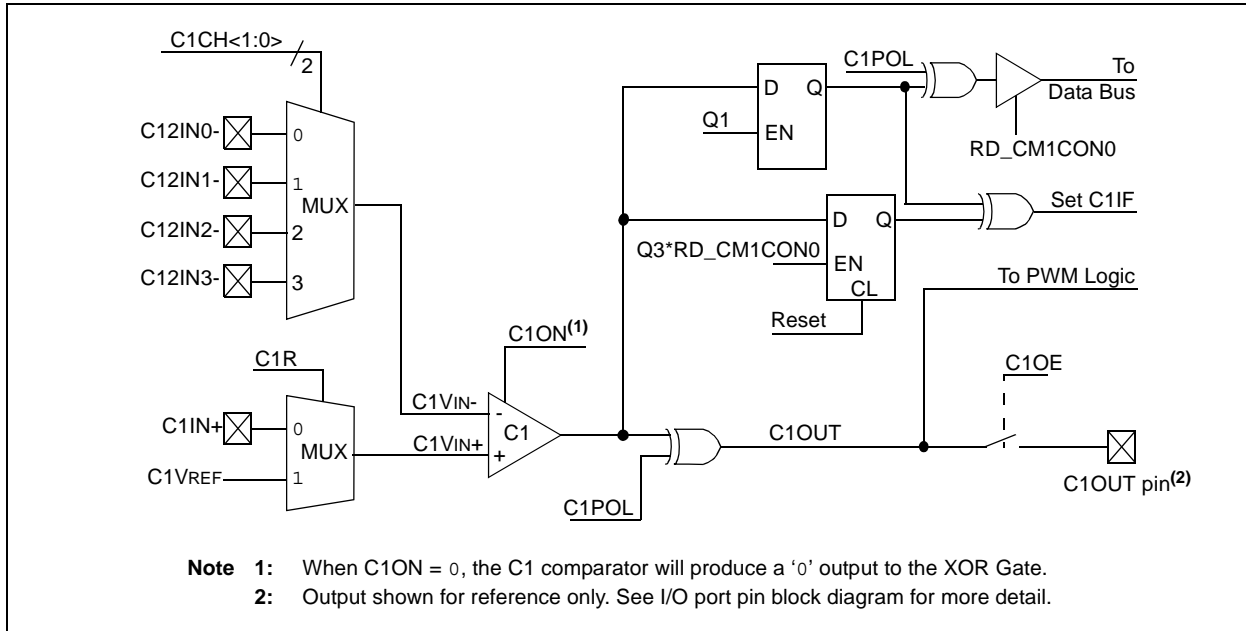 C1CH<1:0>
2
C12IN0-
0
C12IN1-
1
MUX
C12IN2-
2
C12IN3-
3
C1R
C1IN+
0
MUX
C1VREF
1
C1VIN-
C1VIN+
C1ON(1)
-
C1
+
D Q
Q1
EN
C1POL
To
Data Bus
RD_CM1CON0
D Q
Q3*RD_CM1CON0
EN
CL
Reset
Set C1IF
To PWM Logic
C1OE
C1OUT
C1POL
C1OUT pin(2)
Note 1: When C1ON = 0, the C1 comparator will produce a ‘0’ output to the XOR Gate.
2: Output shown for reference only. See I/O port pin block diagram for more detail.